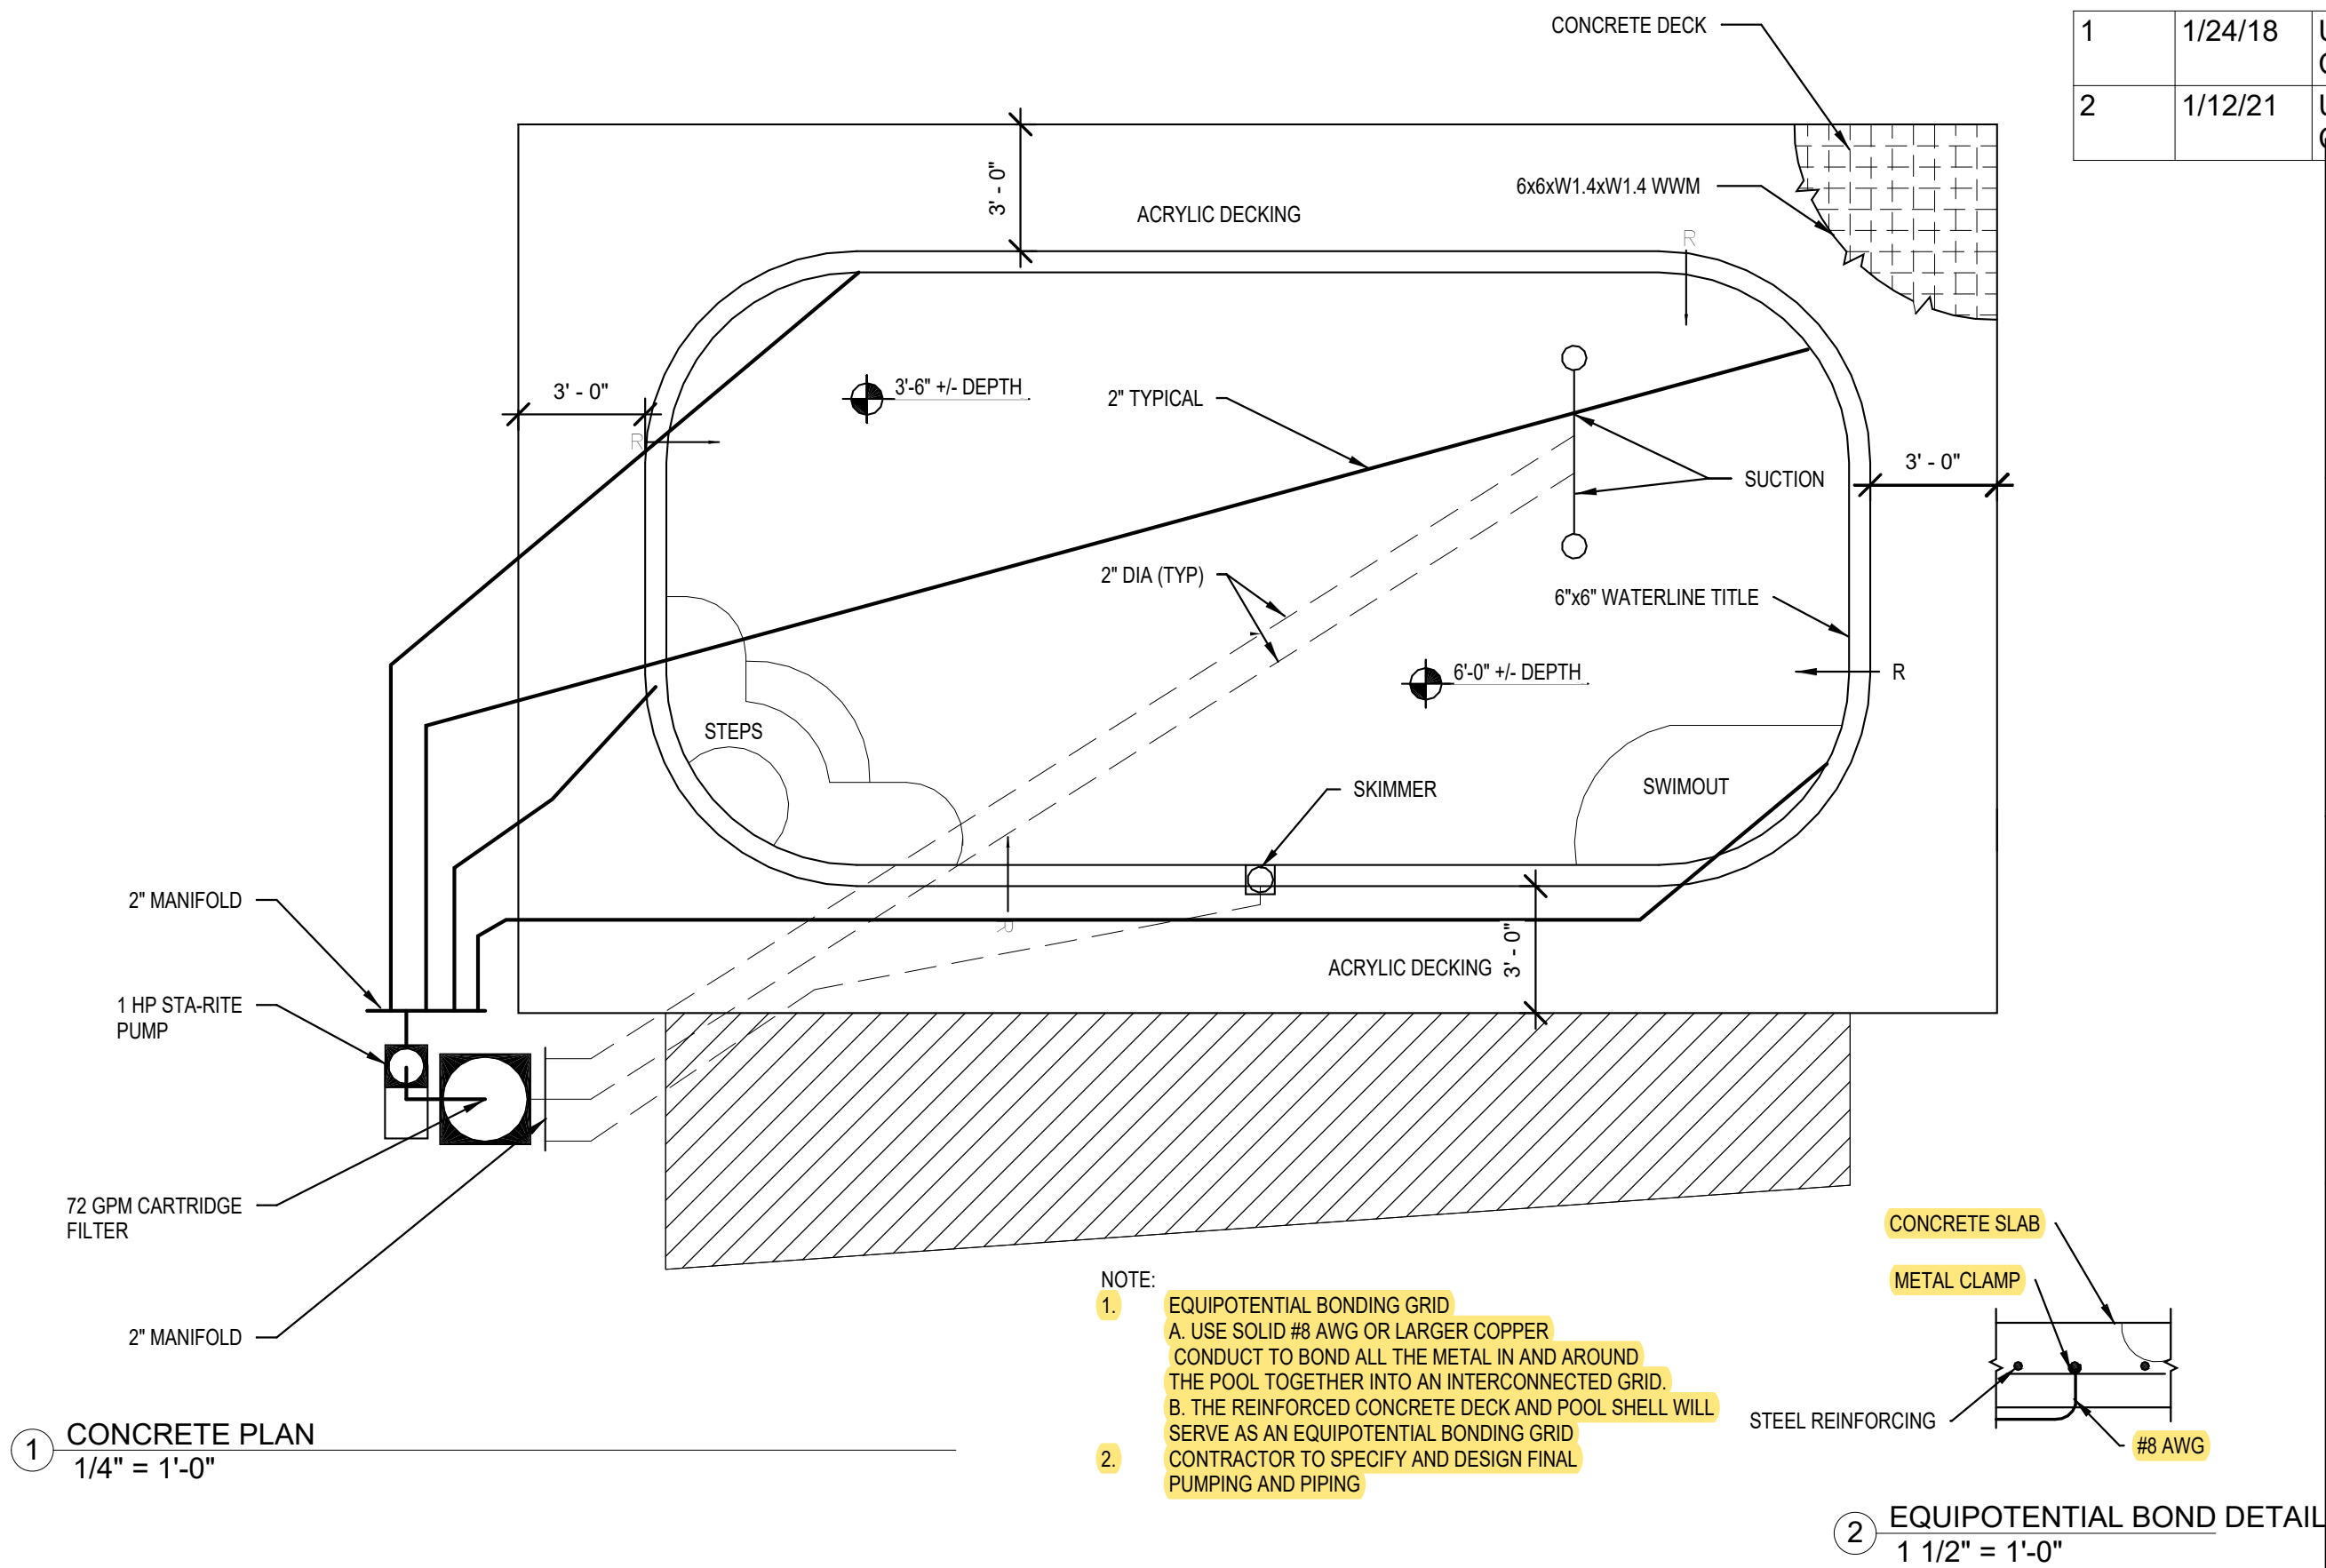 CONCRETE DECK
1
1/24/18
2
1/12/21
3' - 0"
6x6xW1.4xW1.4 WWM
ACRYLIC DECKING
R
3' - 0"
3'-6" +/- DEPTH
2" TYPICAL
R
3' - 0"
SUCTION
2" DIA (TYP)
6"x6" WATERLINE TITLE
6'-0" +/- DEPTH
R
STEPS
SKIMMER
SWIMOUT
2" MANIFOLD
R
3' - 0"
ACRYLIC DECKING
1 HP STA-RITE
PUMP
72 GPM CARTRIDGE
FILTER
2" MANIFOLD
NOTE:
1. EQUIPOTENTIAL BONDING GRID
A. USE SOLID #8 AWG OR LARGER COPPER
CONDUCT TO BOND ALL THE METAL IN AND AROUND
THE POOL TOGETHER INTO AN INTERCONNECTED GRID.
B. THE REINFORCED CONCRETE DECK AND POOL SHELL WILL
SERVE AS AN EQUIPOTENTIAL BONDING GRID
2. CONTRACTOR TO SPECIFY AND DESIGN FINAL
PUMPING AND PIPING
CONCRETE SLAB
METAL CLAMP
STEEL REINFORCING
#8 AWG
1 CONCRETE PLAN
1/4" = 1'-0"
2 EQUIPOTENTIAL BOND DETAIL
1 1/2" = 1'-0"